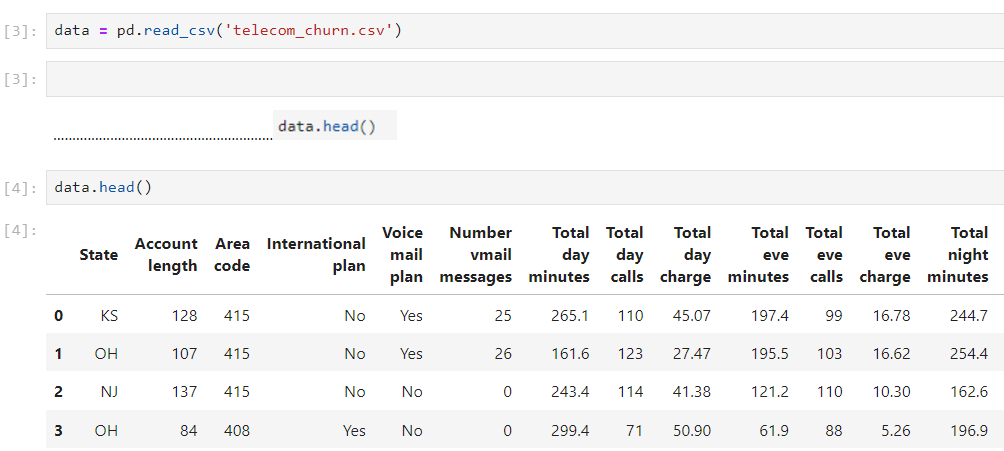 [3]: data = pd.read_csv('telecom_churn.csv')
[3]:
data.head()
[4]: data.head()
[4]:
State Account length Area code International plan Voice mail plan Number vmail messages Total day minutes Total day calls Total day charge Total eve minutes Total eve calls Total eve charge Total night minutes
0 KS 128 415 No Yes 25 265.1 110 45.07 197.4 99 16.78 244.7
1 OH 107 415 No Yes 26 161.6 123 27.47 195.5 103 16.62 254.4
2 NJ 137 415 No No 0 243.4 114 41.38 121.2 110 10.30 162.6
3 OH 84 408 Yes No 0 299.4 71 50.90 61.9 88 5.26 196.9